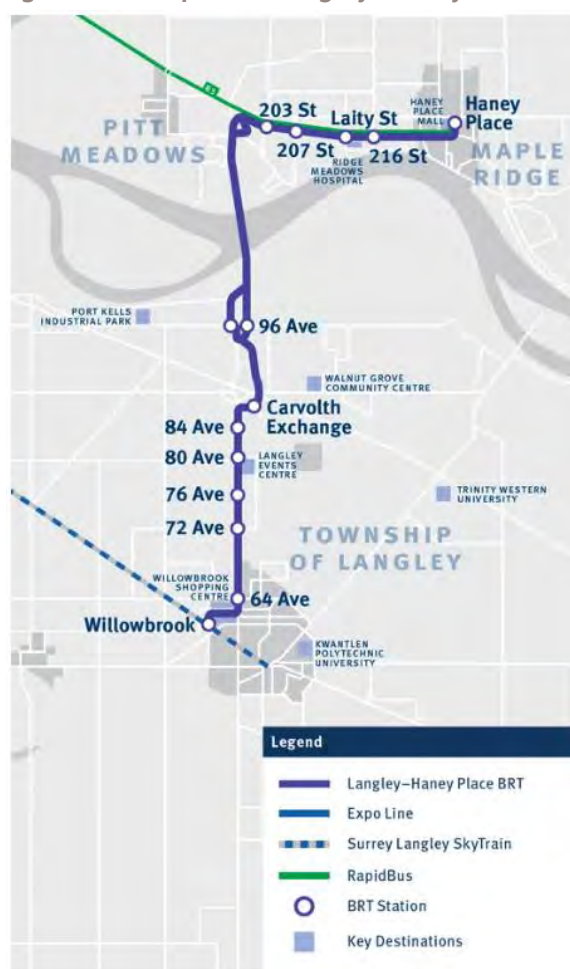 R3
203 St
Laity St
HANEY
PLACE
MALL
Haney
Place
PITT
MEADOWS
207 St
216 St
RIDGE
MEADOWS
HOSPITAL
MAPLE
RIDGE
PORT KELLS
INDUSTRIAL PARK
96 Ave
WALNUT GROVE
COMMUNITY CENTRE
Carvolth
Exchange
84 Ave
80 Ave
LANGLEY
EVENTS
CENTRE
76 Ave
TRINITY WESTERN
UNIVERSITY
72 Ave
TOWNSHIP
OF LANGLEY
WILLOWBROOK
SHOPPING
CENTRE
64 Ave
Willowbrook
KWANTLEN
POLYTECHNIC
UNIVERSITY
Legend
Langley–Haney Place BRT
Expo Line
Surrey Langley SkyTrain
RapidBus
BRT Station
Key Destinations